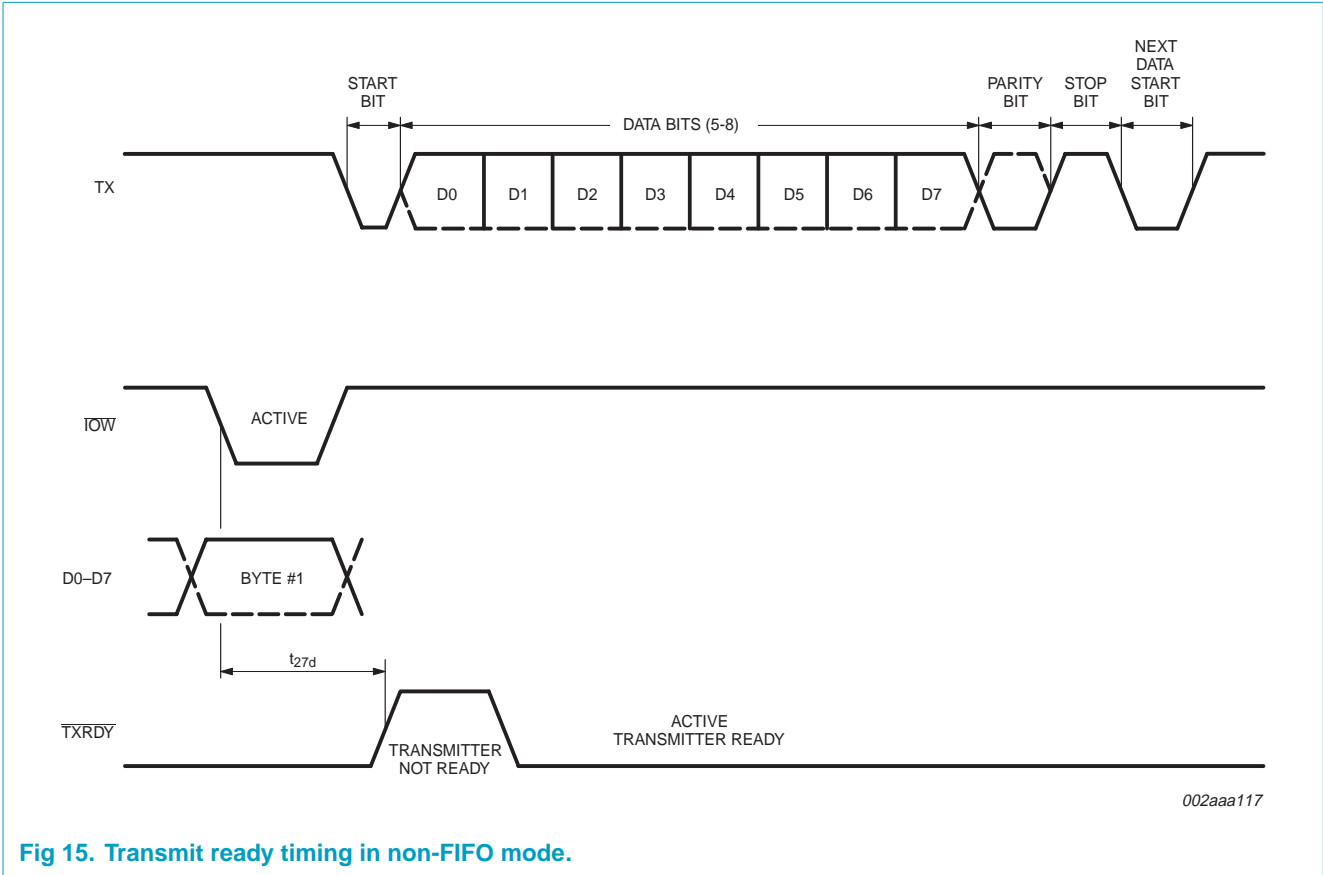 START
BIT
DATA BITS (5-8)
PARITY
BIT
STOP
BIT
NEXT
DATA
START
BIT
TX
D0
D1
D2
D3
D4
D5
D6
D7
IOW
ACTIVE
D0–D7
BYTE #1
t27d
TXRDY
TRANSMITTER
NOT READY
ACTIVE
TRANSMITTER READY
002aaa117
Fig 15. Transmit ready timing in non-FIFO mode.